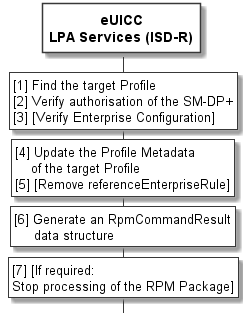 eUICC
LPA Services (ISD-R)
[1] Find the target Profile
[2] Verify authorisation of the SM-DP+
[3] [Verify Enterprise Configuration]
[4] Update the Profile Metadata
of the target Profile
[5] [Remove referenceEnterpriseRule]
[6] Generate an RpmCommandResult
data structure
[7] [If required:
Stop processing of the RPM Package]